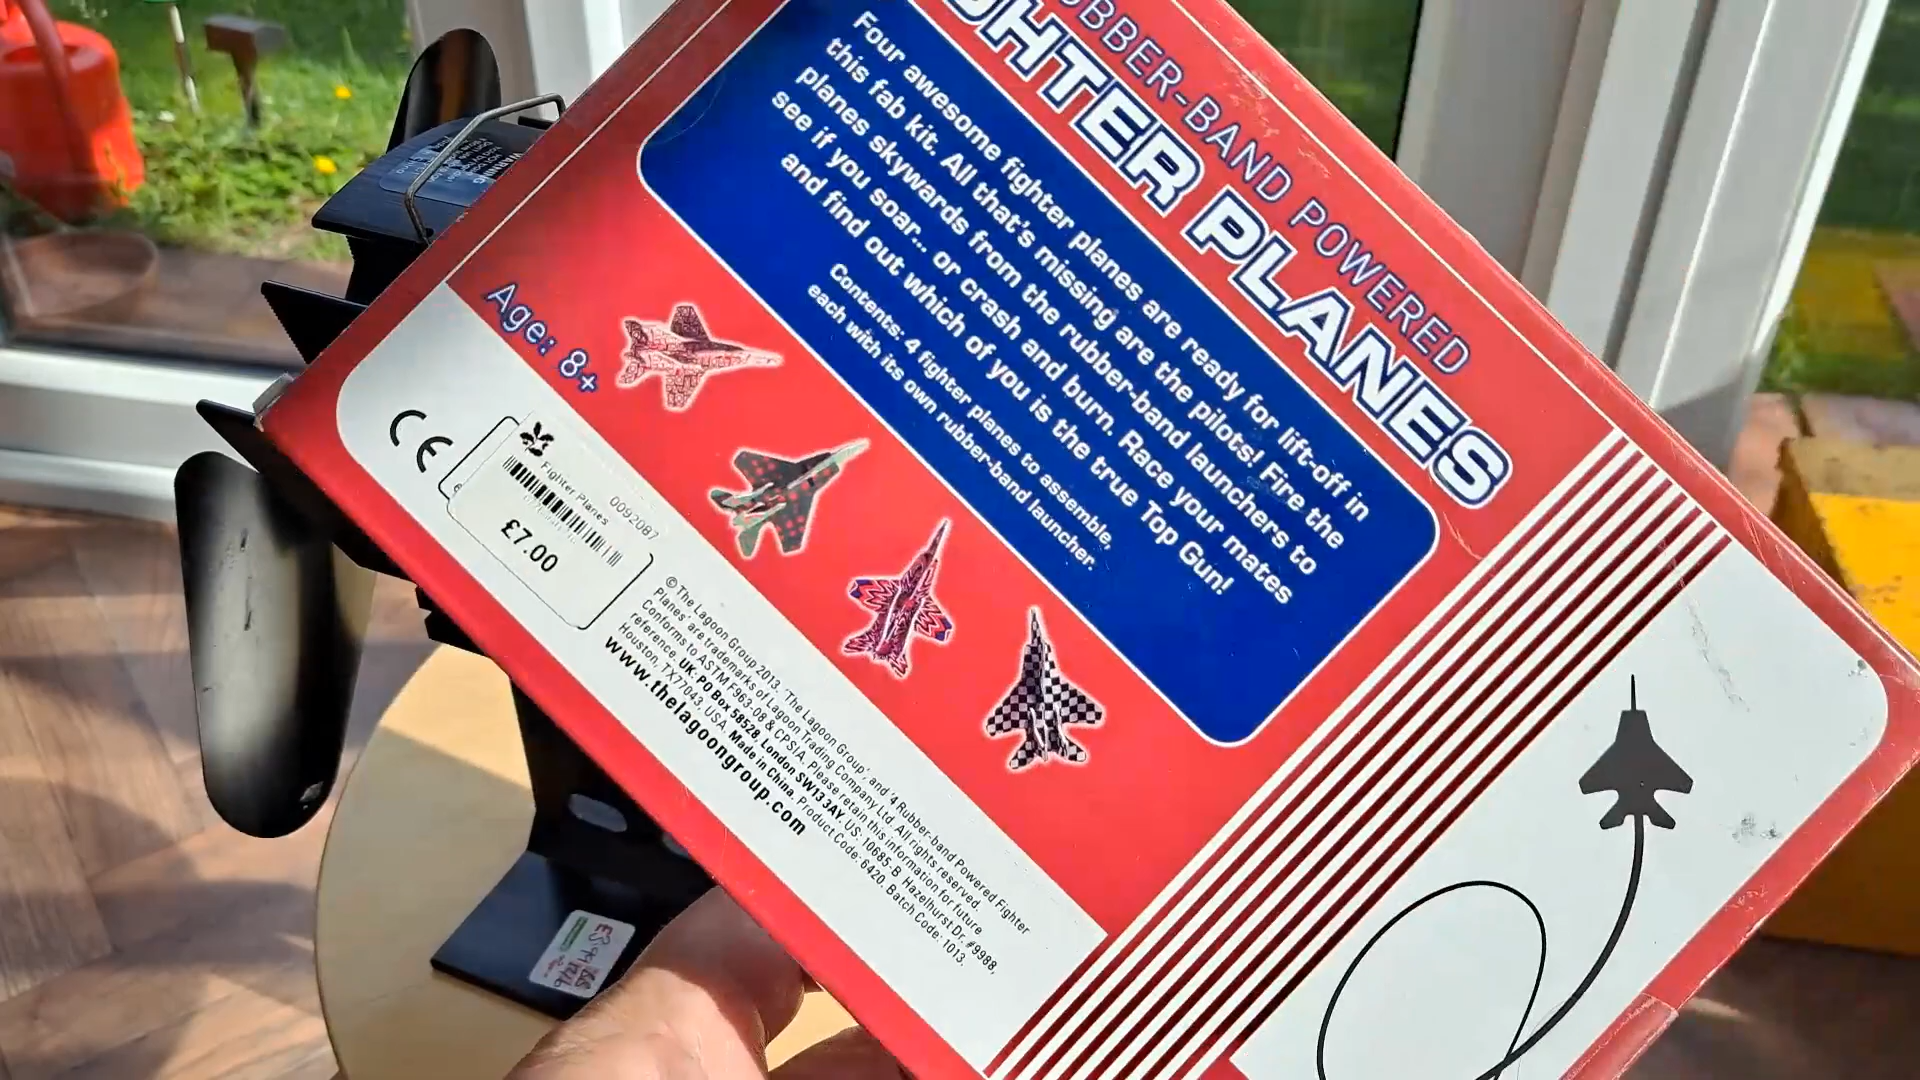 RUBBER-BAND POWERED
FIGHTER PLANES
Four awesome fighter planes are ready for lift-off in
this fab kit. All that's missing are the pilots! Fire the
planes skywards from the rubber-band launchers to
see if you soar... or crash and burn. Race your mates
and find out which of you is the true Top Gun!
Contents: 4 fighter planes to assemble,
each with its own rubber-band launcher.
Age: 8+
CE
0092087
Fighter Planes
£7.00
© The Lagoon Group 2013. 'The Lagoon Group', and '4 Rubber-band Powered Fighter
Planes' are trademarks of Lagoon Trading Company Ltd. All rights reserved.
Conforms to ASTM F963-08 & CPSIA. Please retain this information for future
reference. UK: PO Box 58528, London SW13 3AY. US: 10685-B Hazelhurst Dr. #9988,
Houston, TX77043, USA. Made in China. Product Code: 6420. Batch Code: 1013.
www.thelagoongroup.com
WARNING